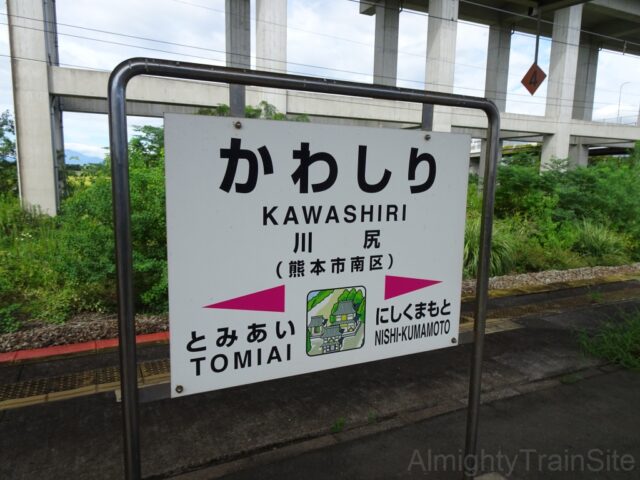 4
かわしり
KAWASHIRI
川尻
(熊本市南区)
とみあい
TOMIAI
にしくまもと
NISHI-KUMAMOTO
AlmightyTrainSite